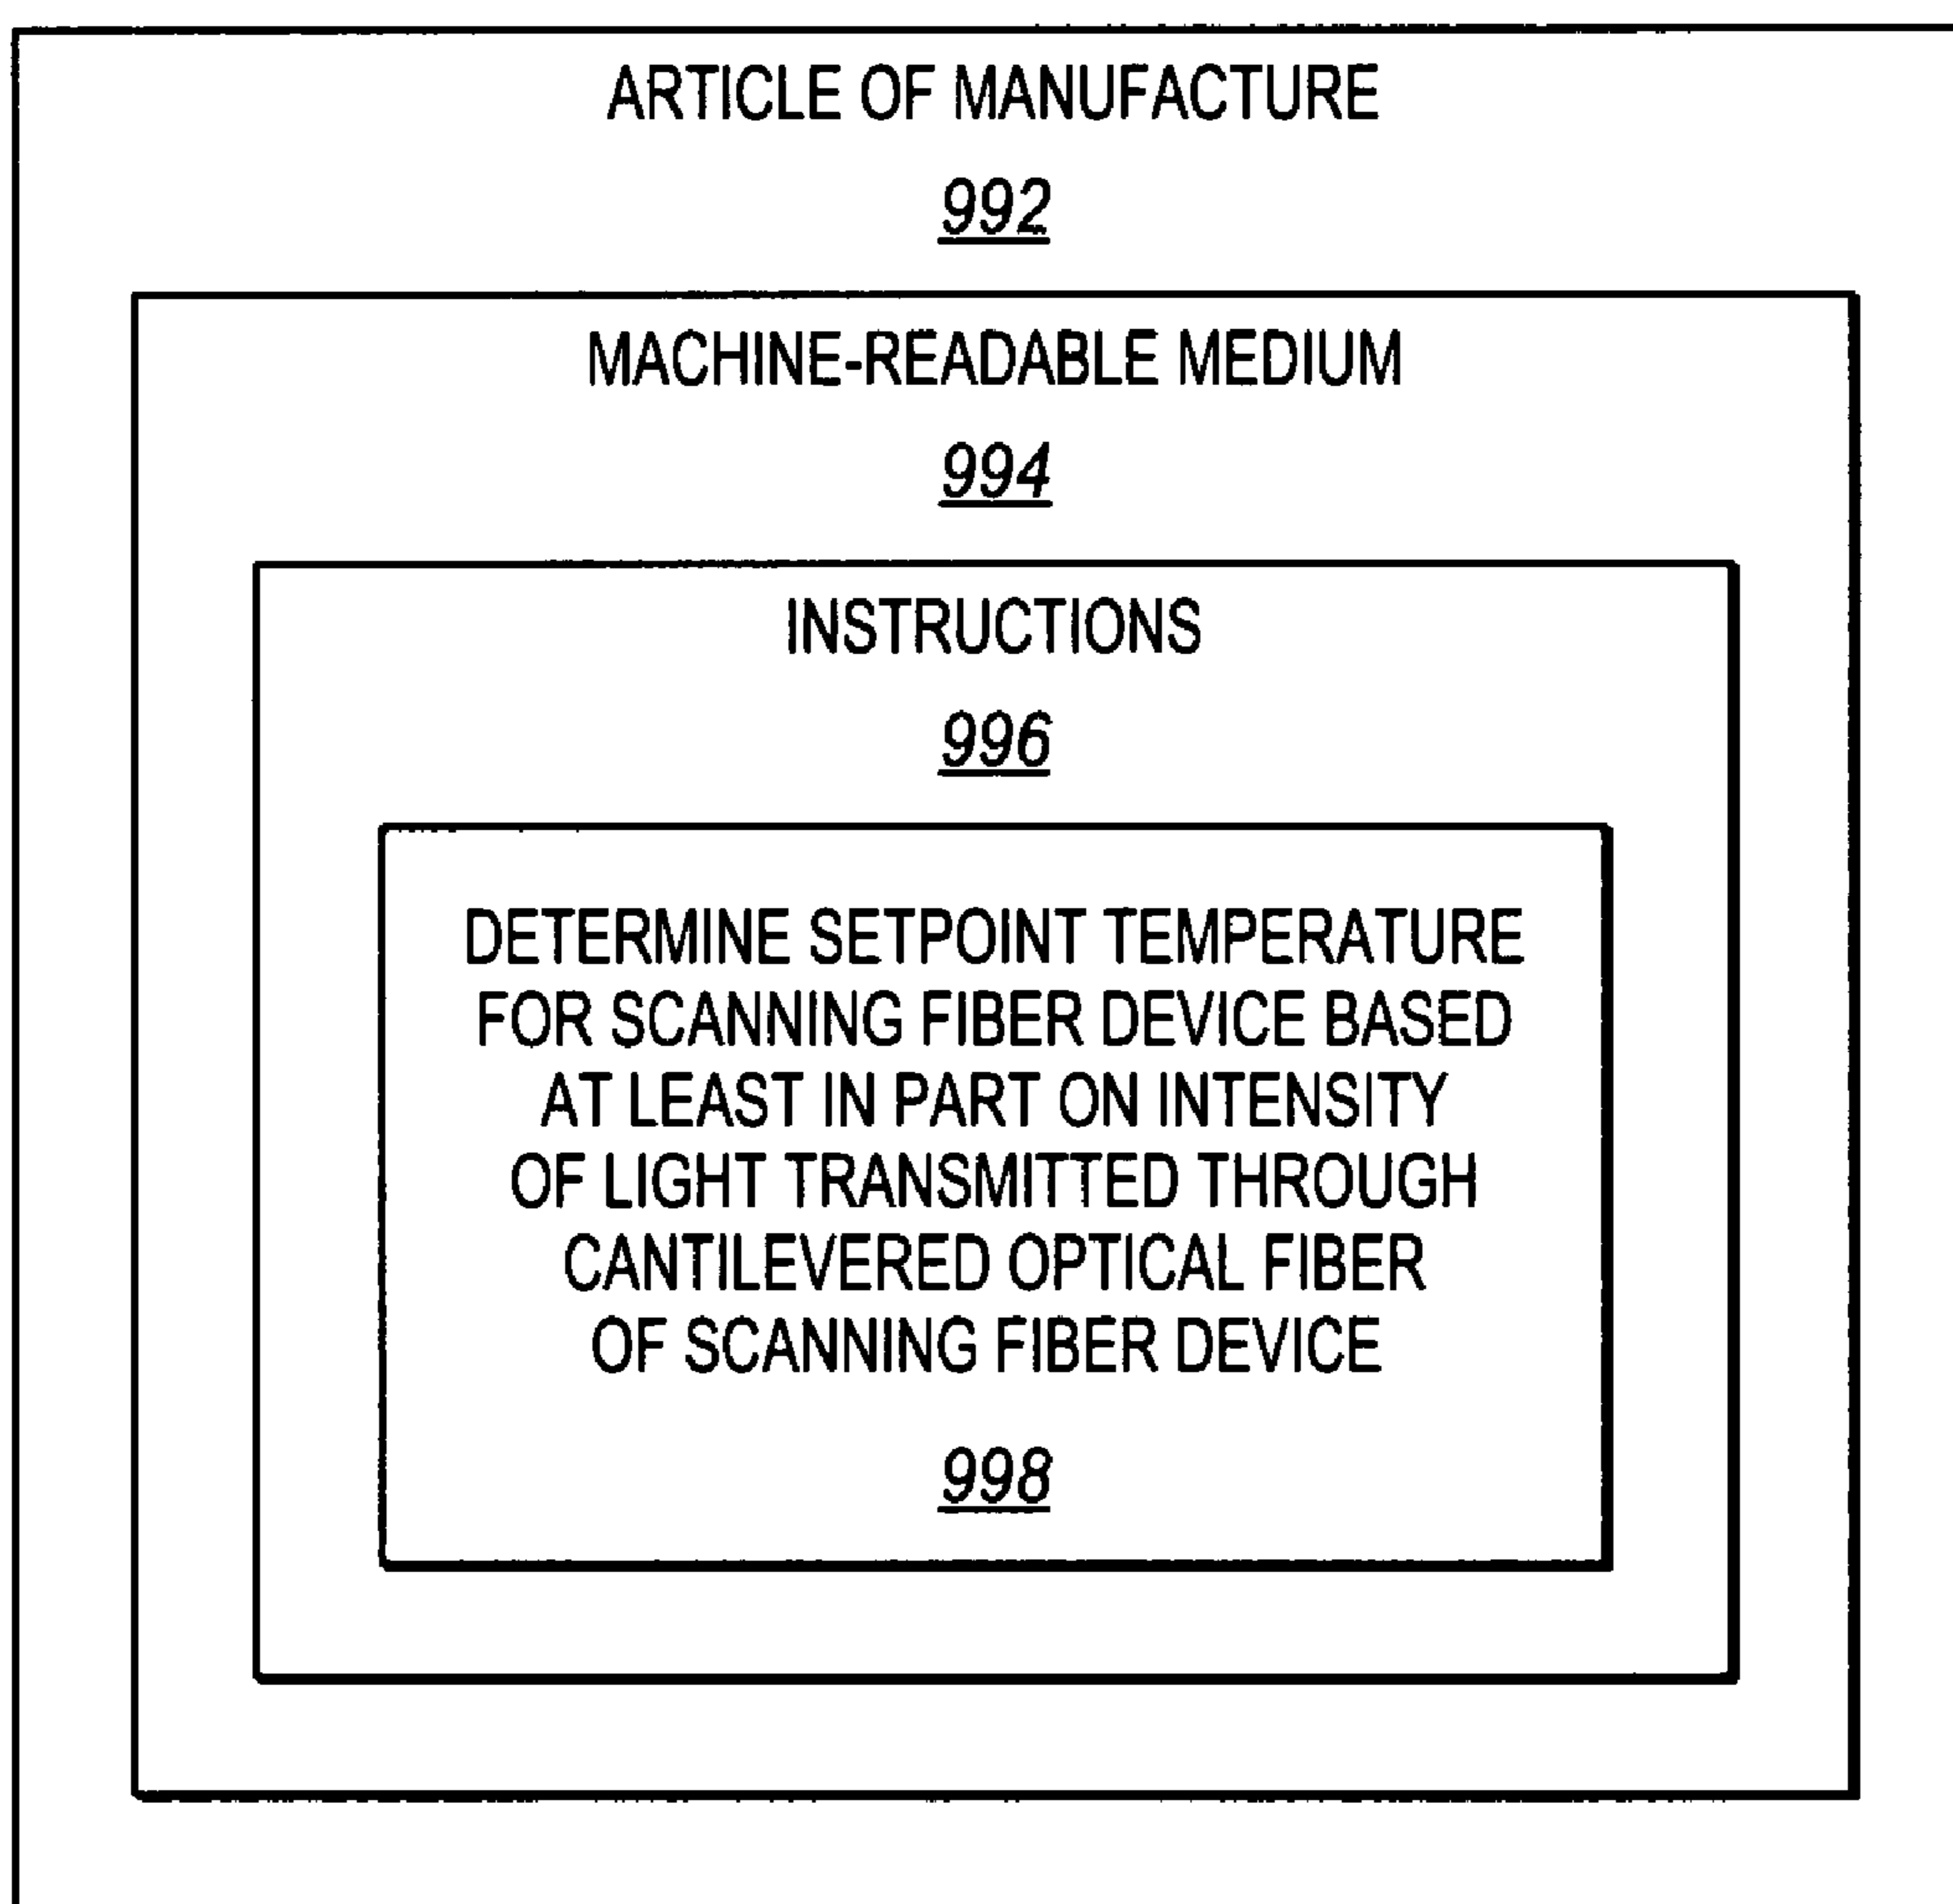 ARTICLE OF MANUFACTURE
992
MACHINE-READABLE MEDIUM
994
INSTRUCTIONS
996
DETERMINE SETPOINT TEMPERATURE
FOR SCANNING FIBER DEVICE BASED
AT LEAST IN PART ON INTENSITY
OF LIGHT TRANSMITTED THROUGH
CANTILEVERED OPTICAL FIBER
OF SCANNING FIBER DEVICE
998